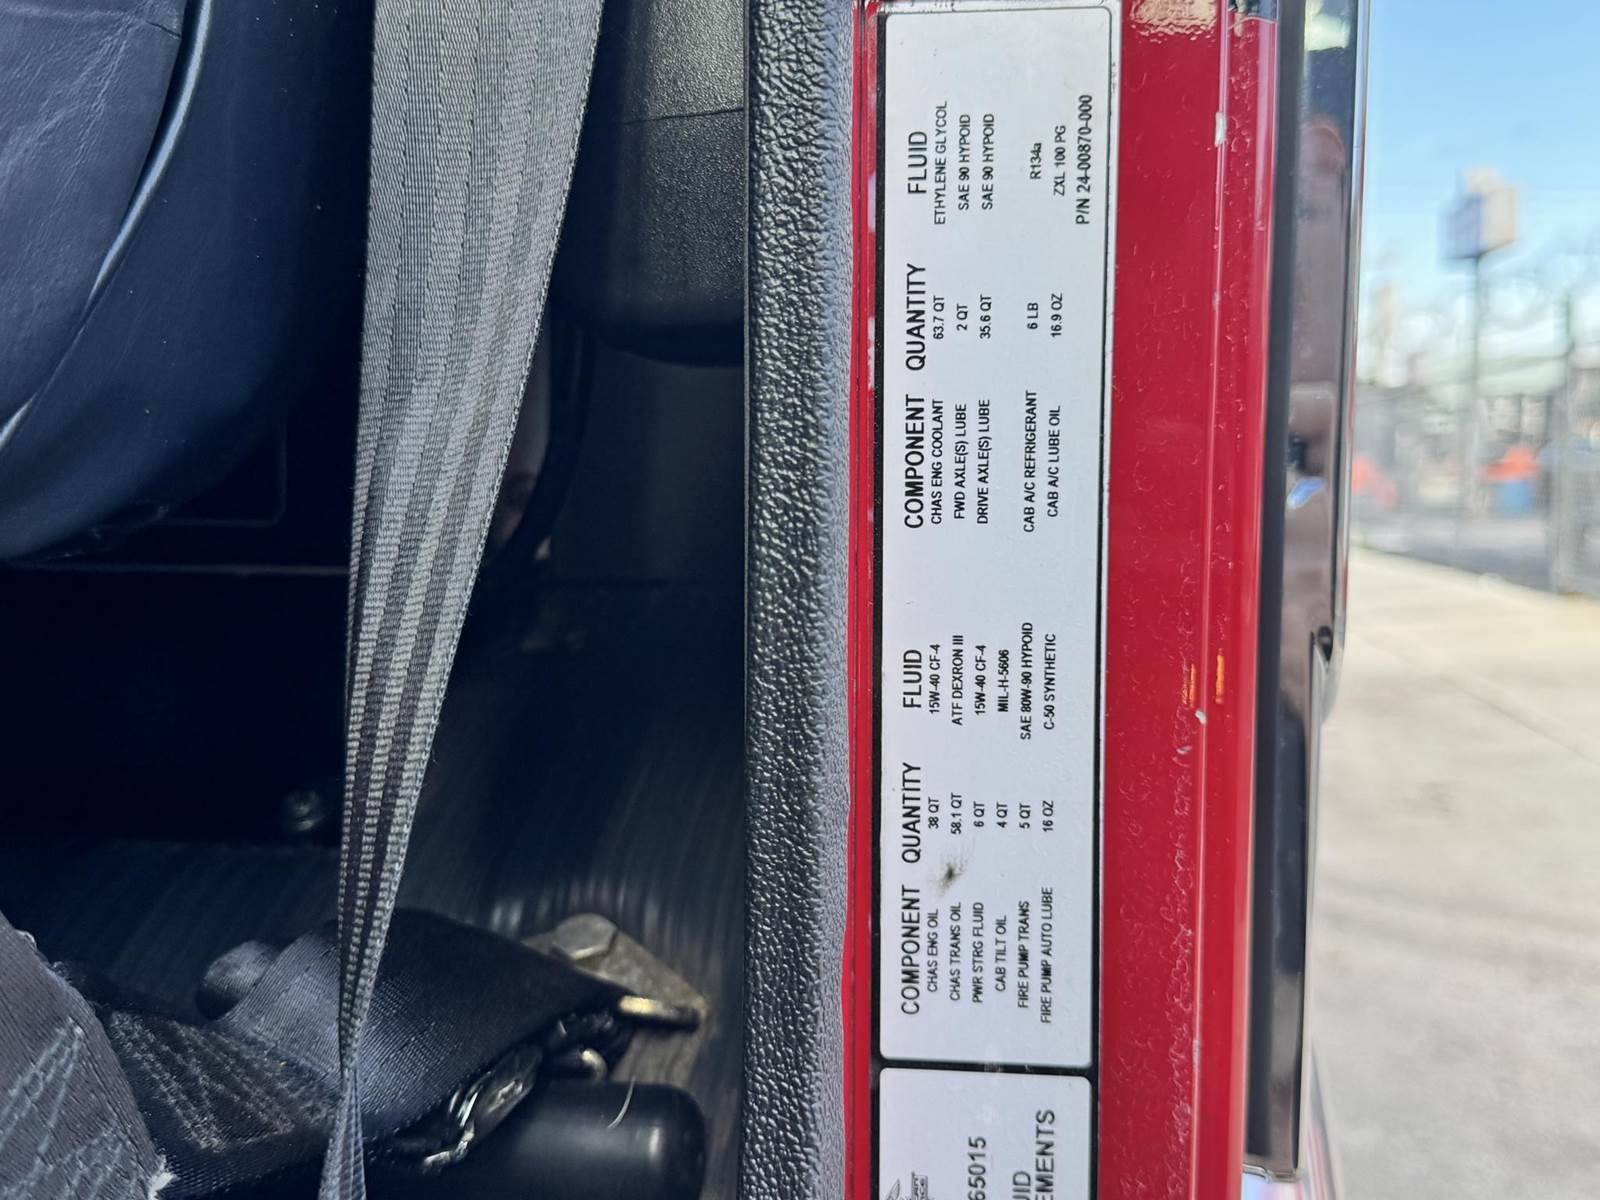 COMPONENT QUANTITY FLUID COMPONENT QUANTITY FLUID
CHAS ENG OIL 38 QT 15W-40 CF-4 CHAS ENG COOLANT 63.7 QT ETHYLENE GLYCOL
CHAS TRANS OIL 58.1 QT ATF DEXRON III FWD AXLE(S) LUBE 2 QT SAE 90 HYPOID
PWR STRG FLUID 6 QT 15W-40 CF-4 DRIVE AXLE(S) LUBE 35.6 QT SAE 90 HYPOID
CAB TILT OIL 4 QT MIL-H-5606
FIRE PUMP TRANS 5 QT SAE 80W-90 HYPOID CAB A/C REFRIGERANT 6 LB R134a
FIRE PUMP AUTO LUBE 16 OZ C-50 SYNTHETIC CAB A/C LUBE OIL 16.9 OZ ZXL 100 PG
P/N 24-00870-000
65015
UID
EMENTS